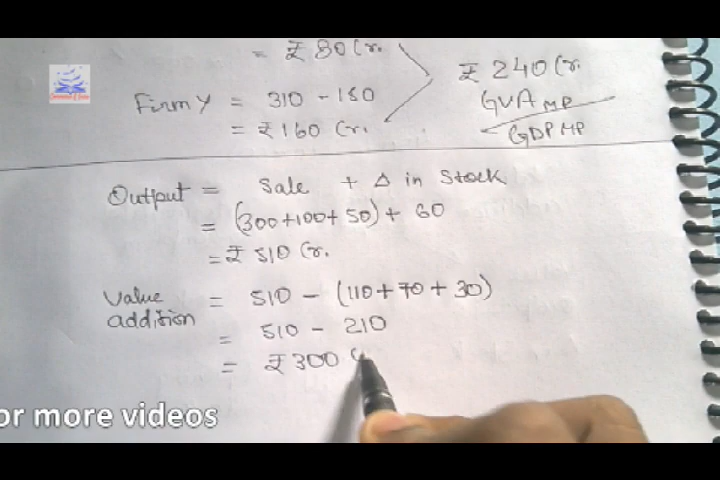 = ₹ 80 Cr.
Firm Y = 310 - 150
= ₹ 160 Cr.
₹ 240 Cr.
GVA MP
GDP MP
Output = Sale + Δ in Stock
= (300+100+50) + 60
= ₹ 510 Cr.
Value addition = 510 - (110+70+30)
= 510 - 210
= ₹ 300 C
or more videos